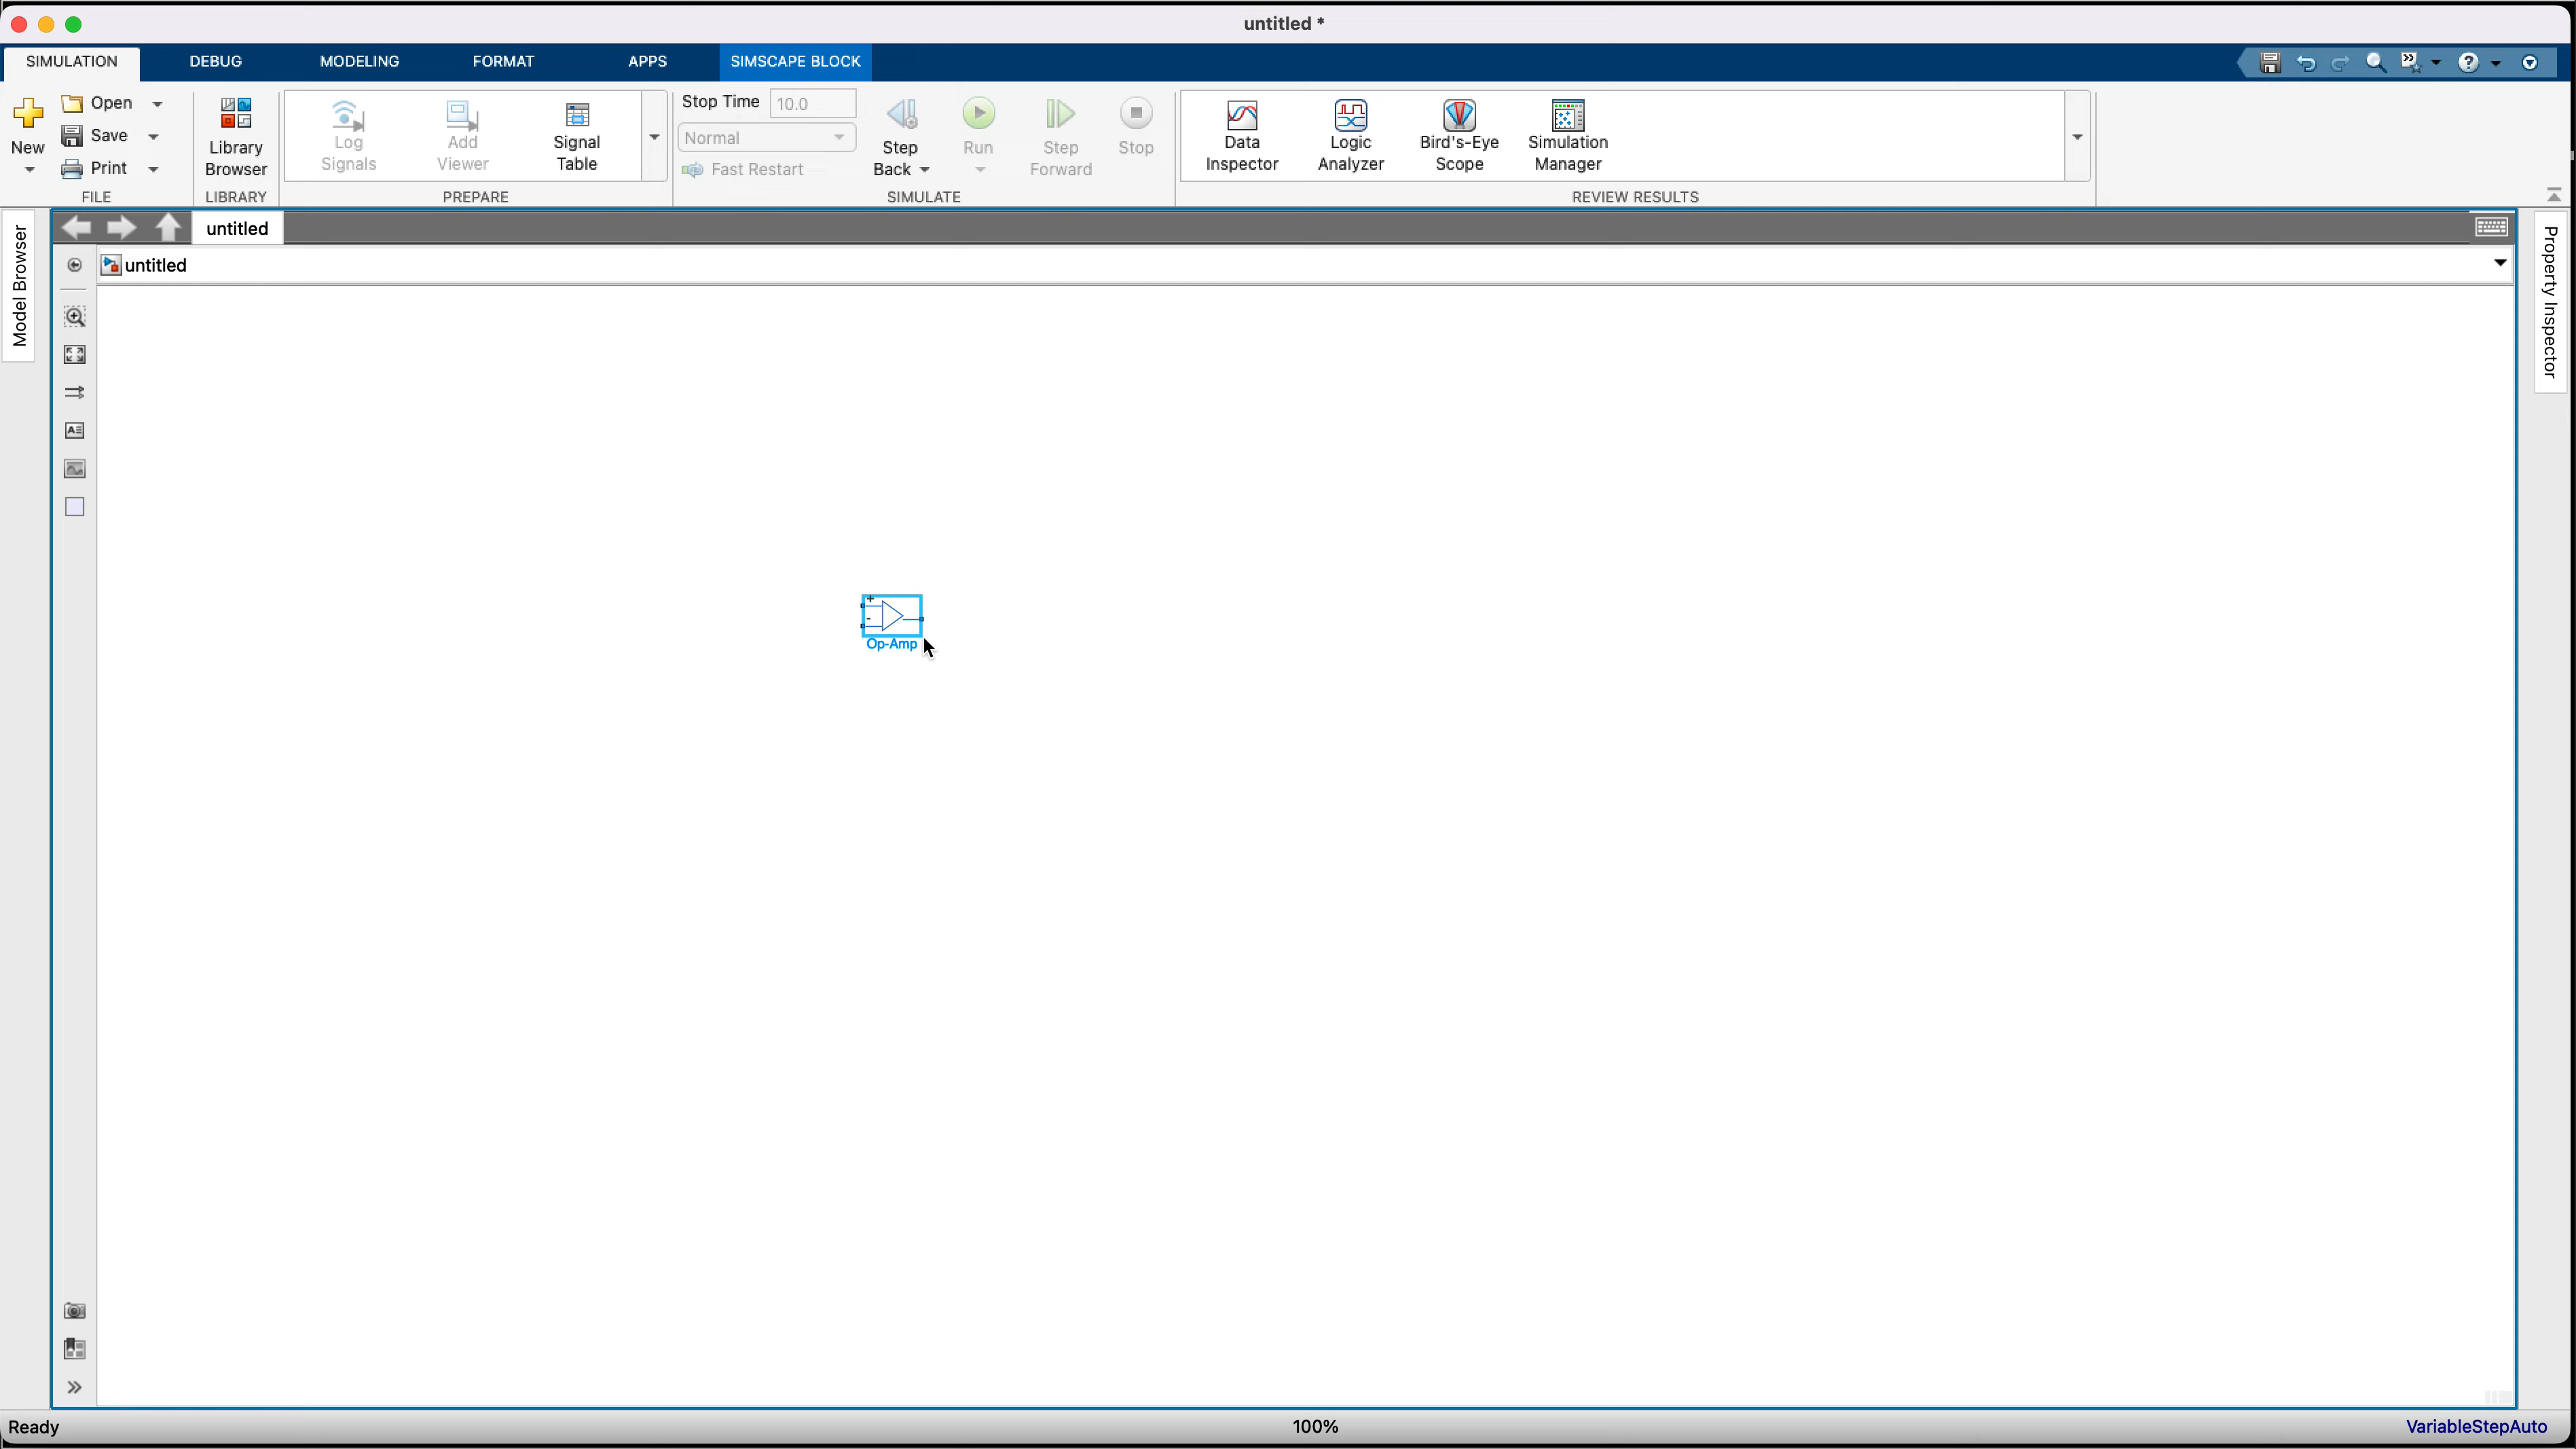 untitled *
SIMULATION DEBUG MODELING FORMAT APPS SIMSCAPE BLOCK
New
Open
Save
Print
FILE
Library
Browser
LIBRARY
Log
Signals
Add
Viewer
Signal
Table
PREPARE
Stop Time 10.0
Normal
Fast Restart
Step
Back
Run
Step
Forward
Stop
SIMULATE
Data
Inspector
Logic
Analyzer
Bird's-Eye
Scope
Simulation
Manager
REVIEW RESULTS
Model Browser
untitled
untitled
Property Inspector
+
-
Op-Amp
Ready 100% VariableStepAuto